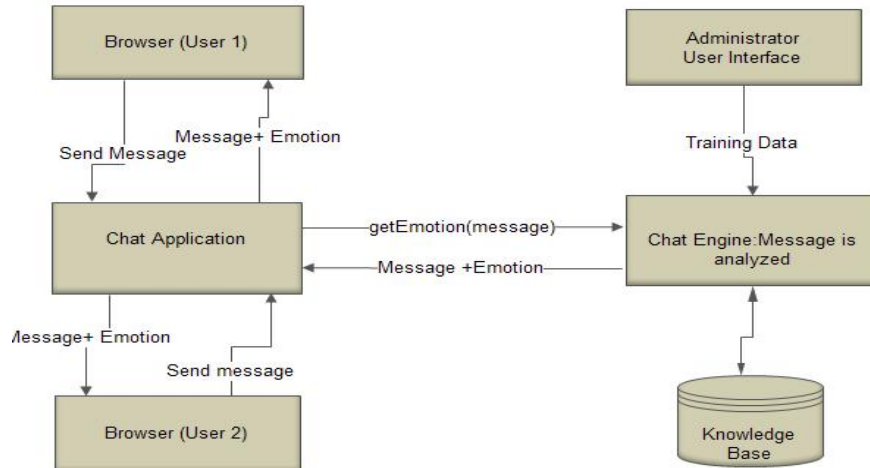 Browser (User 1)
Administrator
User Interface
Message+ Emotion
Send Message
Training Data
Chat Application
getEmotion(message)
Message +Emotion
Chat Engine:Message is
analyzed
Message+ Emotion
Send message
Browser (User 2)
Knowledge
Base